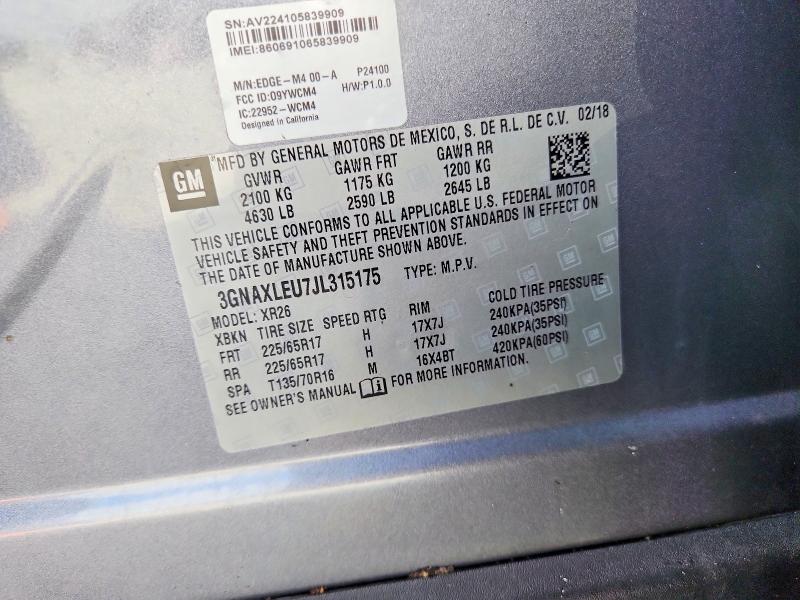 SN:AV224105839909
IMEI:860691065839909
M/N:EDGE-M4 00-A P24100
FCC ID:09YWCM4 H/W:P1.0.0
IC:22952-WCM4
Designed in California
GM
MFD BY GENERAL MOTORS DE MEXICO, S. DE R.L. DE C.V. 02/18
GVWR GAWR FRT GAWR RR
2100 KG 1175 KG 1200 KG
4630 LB 2590 LB 2645 LB
THIS VEHICLE CONFORMS TO ALL APPLICABLE U.S. FEDERAL MOTOR
VEHICLE SAFETY AND THEFT PREVENTION STANDARDS IN EFFECT ON
THE DATE OF MANUFACTURE SHOWN ABOVE.
3GNAXLEU7JL315175 TYPE: M.P.V.
MODEL: XR26
XBKN TIRE SIZE SPEED RTG RIM COLD TIRE PRESSURE
FRT 225/65R17 H 17X7J 240KPA(35PSI)
RR 225/65R17 H 17X7J 240KPA(35PSI)
SPA T135/70R16 M 16X4BT 420KPA(60PSI)
SEE OWNER'S MANUAL FOR MORE INFORMATION.